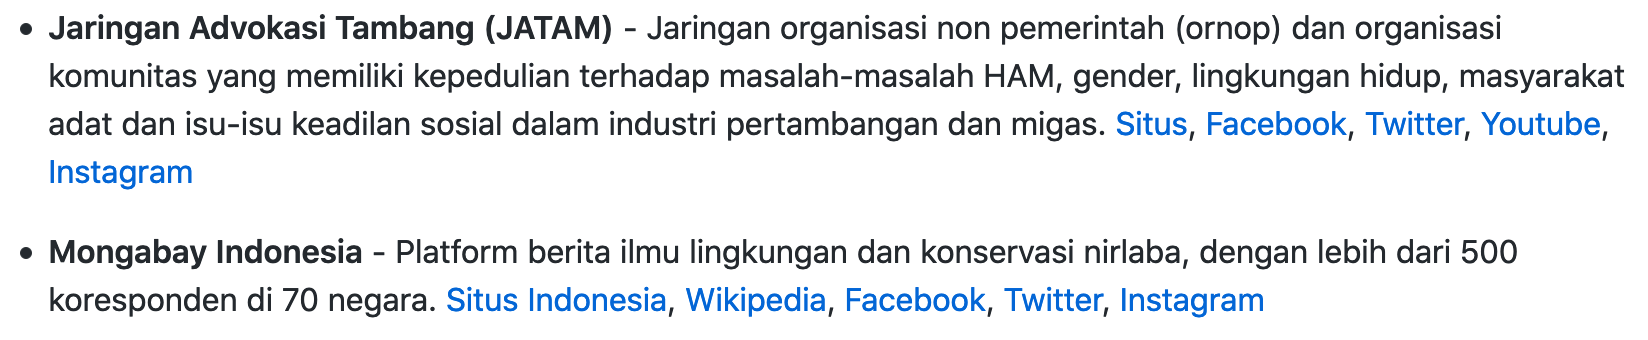 • Jaringan Advokasi Tambang (JATAM) - Jaringan organisasi non pemerintah (ornop) dan organisasi
komunitas yang memiliki kepedulian terhadap masalah-masalah HAM, gender, lingkungan hidup, masyarakat
adat dan isu-isu keadilan sosial dalam industri pertambangan dan migas. Situs, Facebook, Twitter, Youtube,
Instagram
• Mongabay Indonesia - Platform berita ilmu lingkungan dan konservasi nirlaba, dengan lebih dari 500
koresponden di 70 negara. Situs Indonesia, Wikipedia, Facebook, Twitter, Instagram